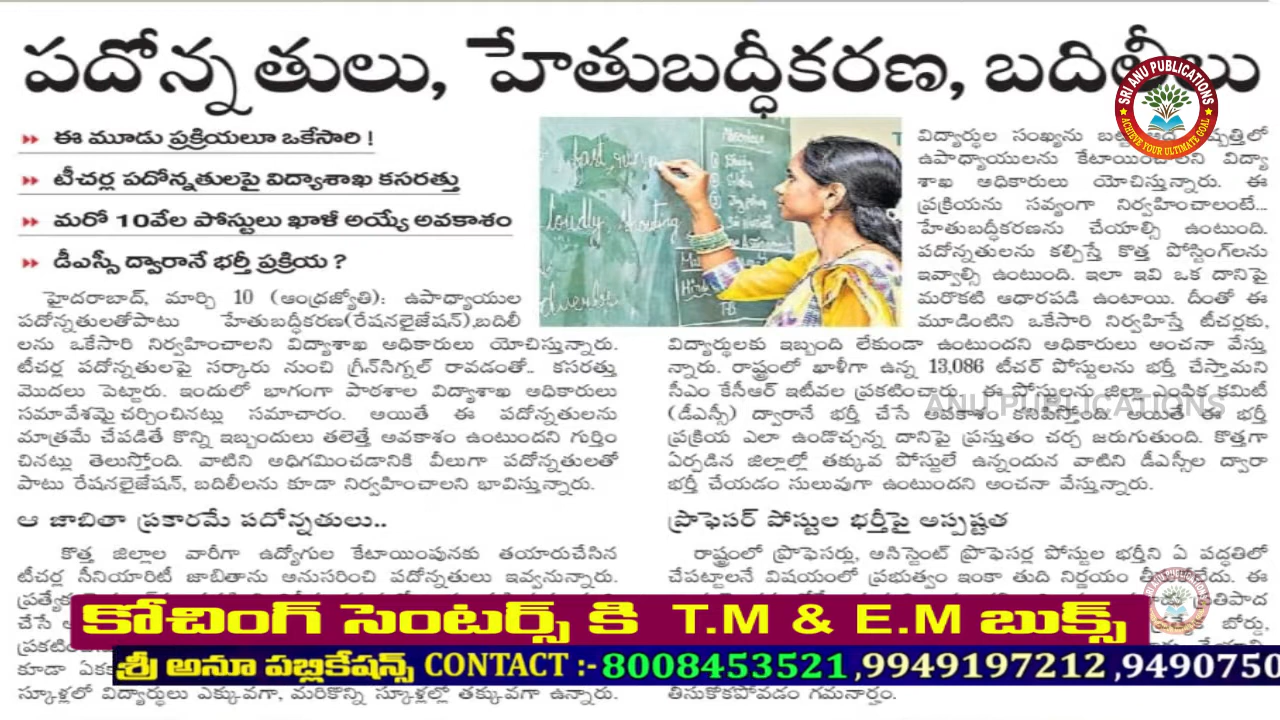 పదోన్నతులు, హేతుబద్ధీకరణ, బదిలీలు
SRI ANU PUBLICATIONS
ACHIEVE YOUR ULTIMATE GOAL
ఈ మూడు ప్రక్రియలూ ఒకేసారి !
టీచర్ల పదోన్నతులపై విద్యాశాఖ కసరత్తు
మరో 10వేల పోస్టులు ఖాళీ అయ్యే అవకాశం
డీఎస్సీ ద్వారానే భర్తీ ప్రక్రియ ?
హైదరాబాద్, మార్చి 10 (ఆంధ్రజ్యోతి): ఉపాధ్యాయుల
పదోన్నతులతోపాటు హేతుబద్ధీకరణ(రేషనలైజేషన్),బదిలీ
లను ఒకేసారి నిర్వహించాలని విద్యాశాఖ అధికారులు యోచిస్తున్నారు.
టీచర్ల పదోన్నతులపై సర్కారు నుంచి గ్రీన్‌సిగ్నల్ రావడంతో.. కసరత్తు
మొదలు పెట్టారు. ఇందులో భాగంగా పాఠశాల విద్యాశాఖ అధికారులు
సమావేశమై చర్చించినట్లు సమాచారం. అయితే ఈ పదోన్నతులను
మాత్రమే చేపడితే కొన్ని ఇబ్బందులు తలెత్తే అవకాశం ఉంటుందని గుర్తిం
చినట్లు తెలుస్తోంది. వాటిని అధిగమించడానికి వీలుగా పదోన్నతులతో
పాటు రేషనలైజేషన్, బదిలీలను కూడా నిర్వహించాలని భావిస్తున్నారు.
ఆ జాబితా ప్రకారమే పదోన్నతులు..
కొత్త జిల్లాల వారీగా ఉద్యోగుల కేటాయింపునకు తయారుచేసిన
టీచర్ల సీనియారిటీ జాబితాను అనుసరించి పదోన్నతులు ఇవ్వనున్నారు.
స్కూళ్లలో విద్యార్థులు ఎక్కువగా, మరికొన్ని స్కూళ్లలో తక్కువగా ఉన్నారు.
విద్యార్థుల సంఖ్యను
ఉపాధ్యాయులను కేటాయించాలని విద్యా
శాఖ అధికారులు యోచిస్తున్నారు. ఈ
ప్రక్రియను సవ్యంగా నిర్వహించాలంటే...
హేతుబద్ధీకరణను చేయాల్సి ఉంటుంది.
పదోన్నతులను కల్పిస్తే కొత్త పోస్టింగ్‌లను
ఇవ్వాల్సి ఉంటుంది. ఇలా ఇవి ఒక దానిపై
మరొకటి ఆధారపడి ఉంటాయి. దీంతో ఈ
మూడింటిని ఒకేసారి నిర్వహిస్తే టీచర్లకు,
విద్యార్థులకు ఇబ్బంది లేకుండా ఉంటుందని అధికారులు అంచనా వేస్తు
న్నారు. రాష్ట్రంలో ఖాళీగా ఉన్న 13,086 టీచర్ పోస్టులను భర్తీ చేస్తామని
సీఎం కేసీఆర్ ఇటీవల ప్రకటించారు. ఈ పోస్టులను జిల్లా ఎంపిక కమిటీ
(డీఎస్సీ) ద్వారానే భర్తీ చేసే అవకాశం కనిపిస్తోంది. అయితే ఈ భర్తీ
ANU PUBLICATIONS
ప్రక్రియ ఎలా ఉండొచ్చన్న దానిపై ప్రస్తుతం చర్చ జరుగుతుంది. కొత్తగా
ఏర్పడిన జిల్లాల్లో తక్కువ పోస్టులే ఉన్నందున వాటిని డీఎస్సీల ద్వారా
భర్తీ చేయడం సులువుగా ఉంటుందని అంచనా వేస్తున్నారు.
ప్రొఫెసర్ పోస్టుల భర్తీపై అస్పష్టత
రాష్ట్రంలో ప్రొఫెసర్లు, అసిస్టెంట్ ప్రొఫెసర్ల పోస్టుల భర్తీని ఏ పద్ధతిలో
చేపట్టాలనే విషయంలో ప్రభుత్వం ఇంకా తుది నిర్ణయం తీసుకోలేదు. ఈ
బోర్డు,
తీసుకోకపోవడం గమనార్హం.
కోచింగ్ సెంటర్స్ కి T.M & E.M బుక్స్
శ్రీ అనూ పబ్లికేషన్స్ CONTACT :- 8008453521 ,9949197212 ,9490750